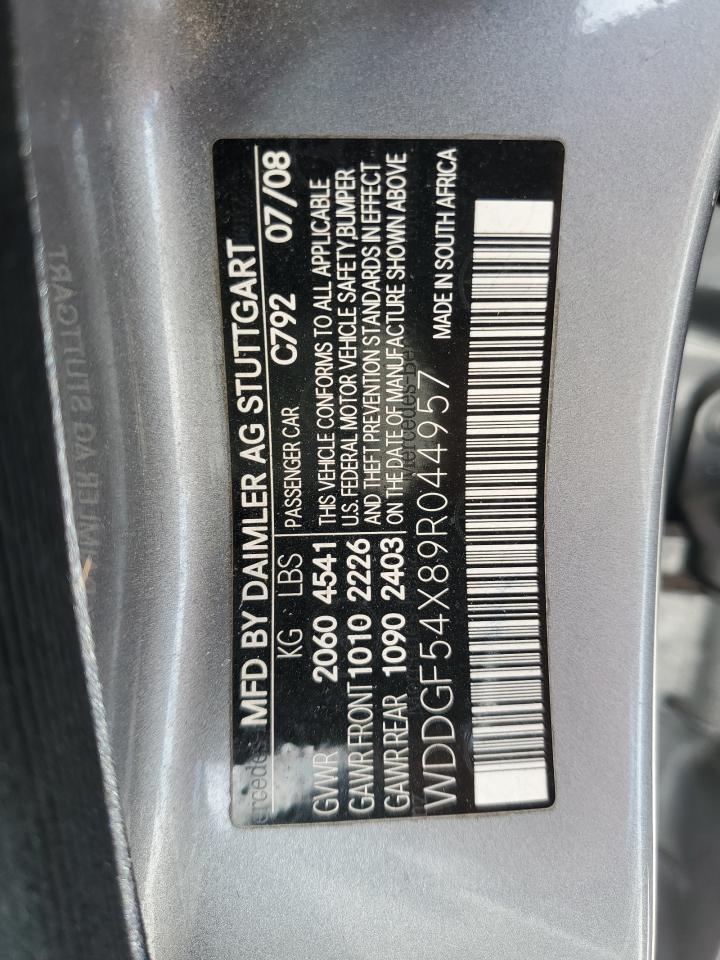 MFD BY DAIMLER AG STUTTGART
KG LBS PASSENGER CAR C792 07/08
GVWR 2060 4541 THIS VEHICLE CONFORMS TO ALL APPLICABLE
GAWR FRONT 1010 2226 U.S. FEDERAL MOTOR VEHICLE SAFETY,BUMPER
GAWR REAR 1090 2403 AND THEFT PREVENTION STANDARDS IN EFFECT
ON THE DATE OF MANUFACTURE SHOWN ABOVE
WDDGF54X89R044957 MADE IN SOUTH AFRICA